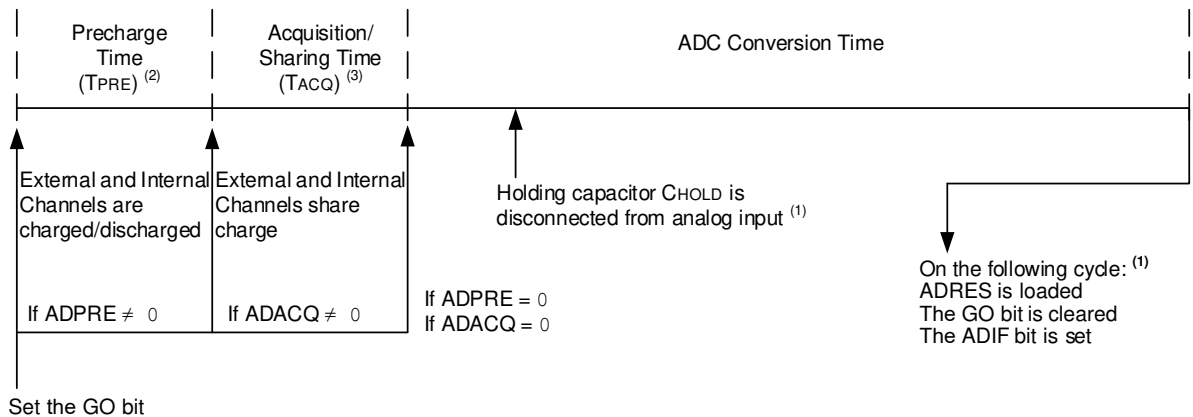 Precharge
Time
(TPRE) (2)
Acquisition/
Sharing Time
(TACQ) (3)
ADC Conversion Time
External and Internal
Channels are
charged/discharged
External and Internal
Channels share
charge
Holding capacitor CHOLD is
disconnected from analog input (1)
If ADPRE ≠ 0
If ADACQ ≠ 0
If ADPRE = 0
If ADACQ = 0
On the following cycle: (1)
ADRES is loaded
The GO bit is cleared
The ADIF bit is set
Set the GO bit